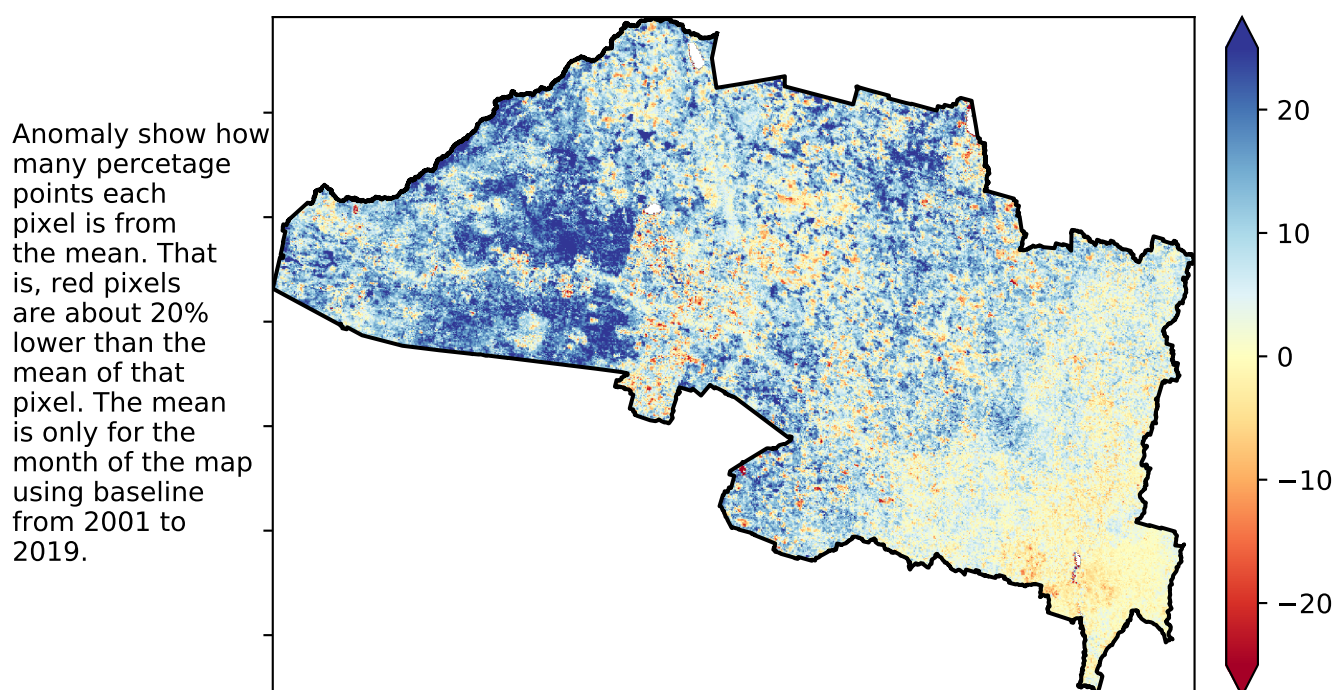 Anomaly show how
many percetage
points each
pixel is from
the mean. That
is, red pixels
are about 20%
lower than the
mean of that
pixel. The mean
is only for the
month of the map
using baseline
from 2001 to
2019.
20
10
0
−10
−20